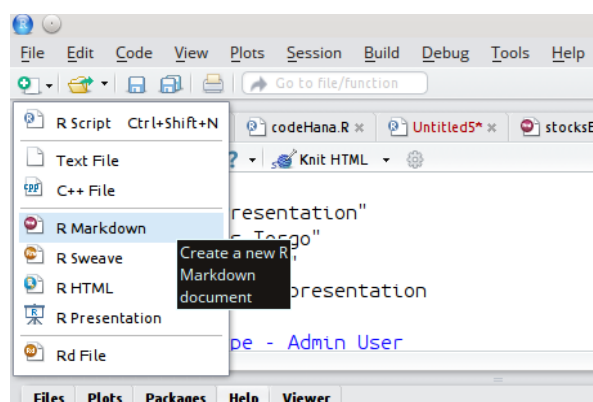 File Edit Code View Plots Session Build Debug Tools Help
Go to file/function
R Script Ctrl+Shift+N
codeHana.R
Untitled5*
Text File
Knit HTML
C++ File
R Markdown
Create a new R
Markdown
document
R Sweave
R HTML
R Presentation
Rd File
resentation"
presentation
pe - Admin User
Files Plots Packages Help Viewer